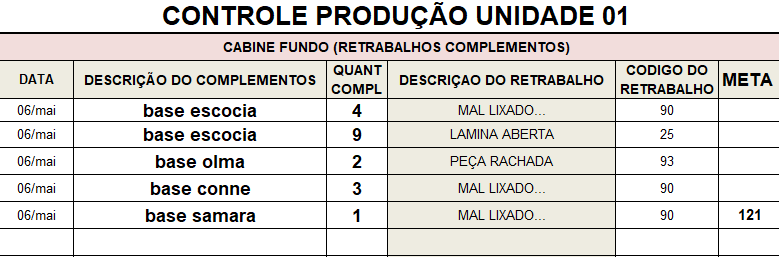 CONTROLE PRODUÇÃO UNIDADE 01
CABINE FUNDO (RETRABALHOS COMPLEMENTOS)
DATA DESCRIÇÃO DO COMPLEMENTOS QUANT COMPL DESCRIÇAO DO RETRABALHO CODIGO DO RETRABALHO META
06/mai base escocia 4 MAL LIXADO... 90
06/mai base escocia 9 LAMINA ABERTA 25
06/mai base olma 2 PEÇA RACHADA 93
06/mai base conne 3 MAL LIXADO... 90
06/mai base samara 1 MAL LIXADO... 90 121